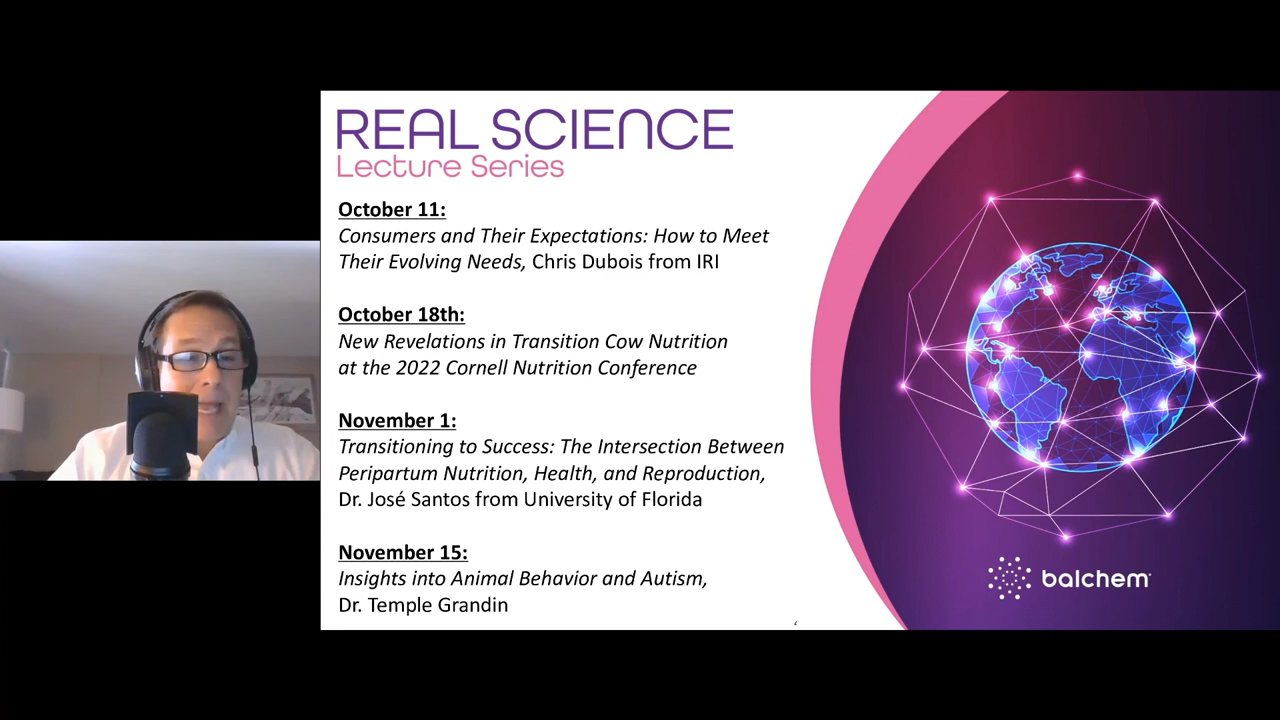 REAL SCIENCE
Lecture Series
October 11:
Consumers and Their Expectations: How to Meet
Their Evolving Needs, Chris Dubois from IRI
October 18th:
New Revelations in Transition Cow Nutrition
at the 2022 Cornell Nutrition Conference
November 1:
Transitioning to Success: The Intersection Between
Peripartum Nutrition, Health, and Reproduction,
Dr. José Santos from University of Florida
November 15:
Insights into Animal Behavior and Autism,
Dr. Temple Grandin
balchem